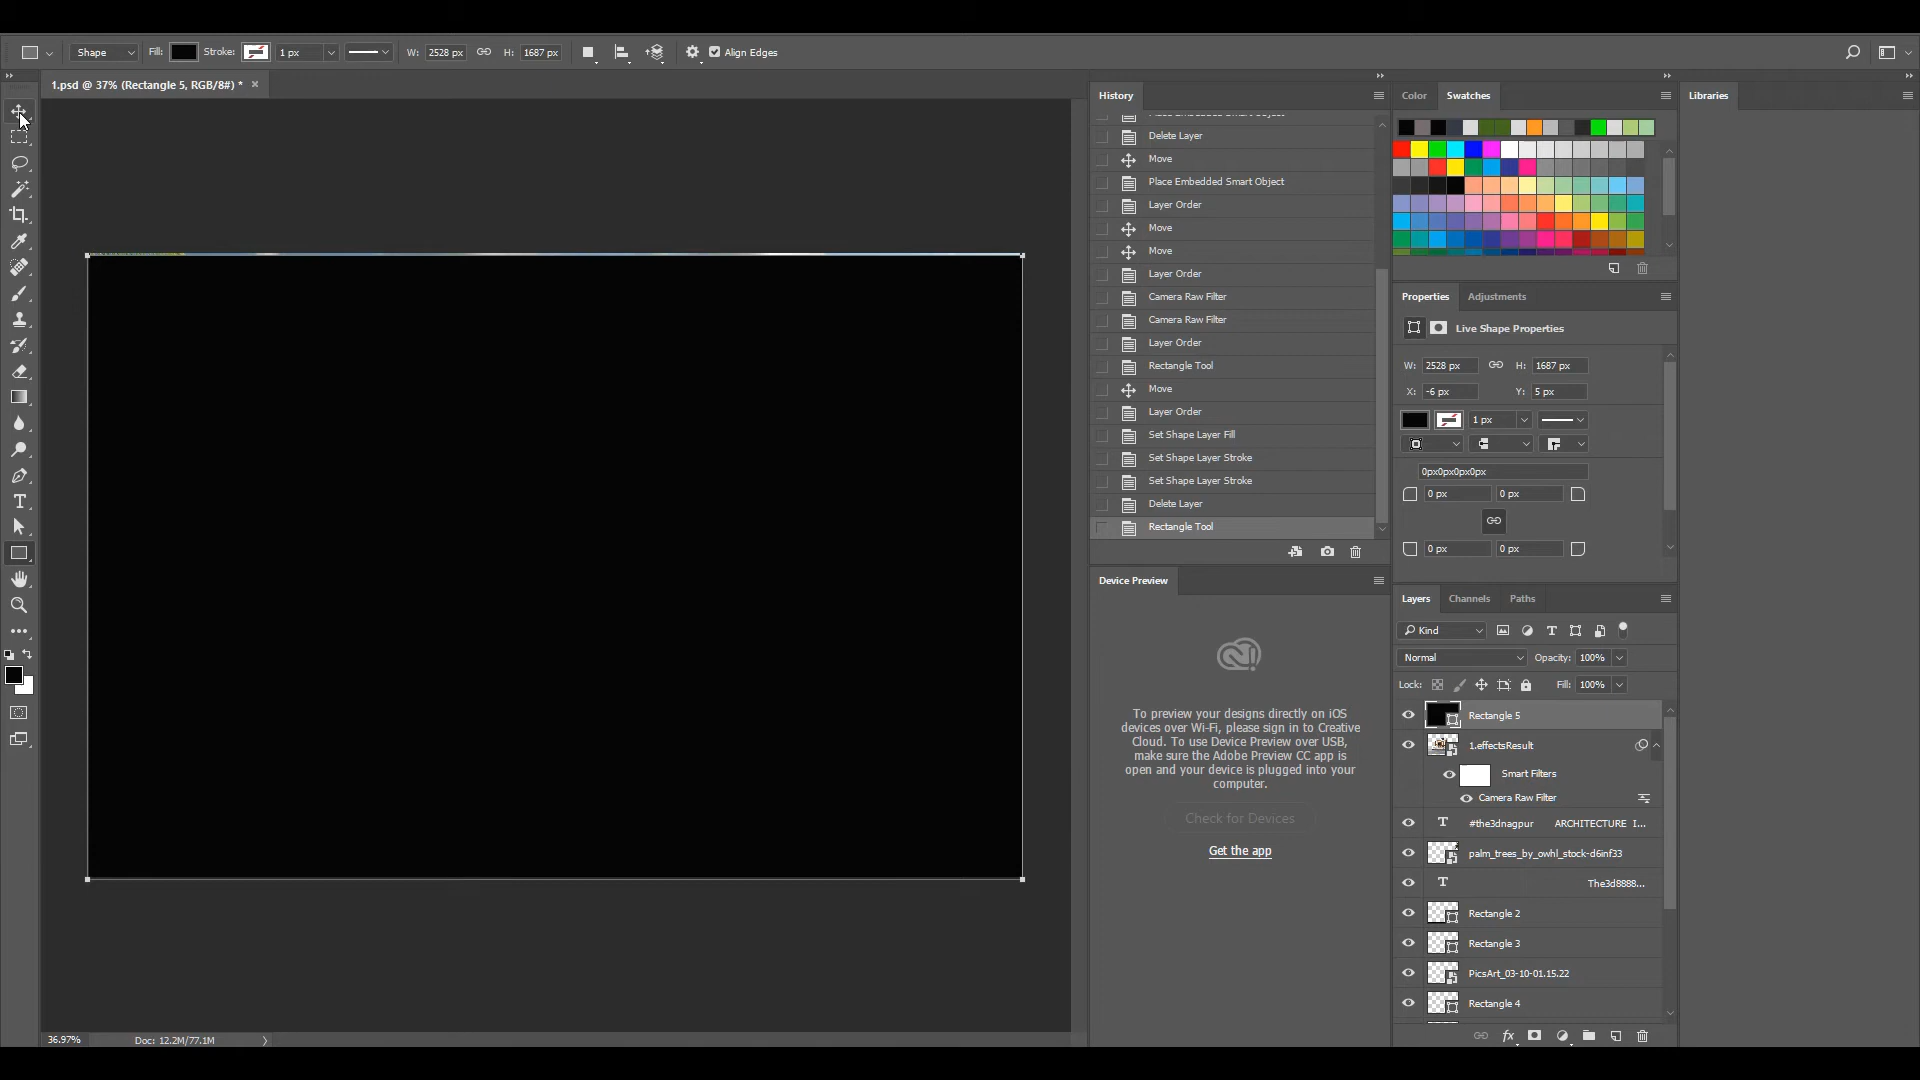 Shape
Fill:
Stroke:
1 px
W: 2528 px
H: 1687 px
Align Edges
1.psd @ 37% (Rectangle 5, RGB/8#) *
History
Delete Layer
Move
Place Embedded Smart Object
Layer Order
Move
Move
Layer Order
Camera Raw Filter
Camera Raw Filter
Layer Order
Rectangle Tool
Move
Layer Order
Set Shape Layer Fill
Set Shape Layer Stroke
Set Shape Layer Stroke
Delete Layer
Rectangle Tool
Device Preview
To preview your designs directly on iOS
devices over Wi-Fi, please sign in to Creative
Cloud. To use Device Preview over USB,
make sure the Adobe Preview CC app is
open and your device is plugged into your
computer.
Check for Devices
Get the app
Color
Swatches
Libraries
Properties
Adjustments
Live Shape Properties
W: 2528 px
H: 1687 px
X: -6 px
Y: 5 px
1 px
0px0px0px0px
0 px
0 px
0 px
0 px
Layers
Channels
Paths
Kind
Normal
Opacity: 100%
Lock:
Fill: 100%
Rectangle 5
1.effectsResult
Smart Filters
Camera Raw Filter
#the3dnagpur ARCHITECTURE I...
palm_trees_by_owhl_stock-d6inf33
The3d8888...
Rectangle 2
Rectangle 3
PicsArt_03-10-01.15.22
Rectangle 4
36.97%
Doc: 12.2M/77.1M